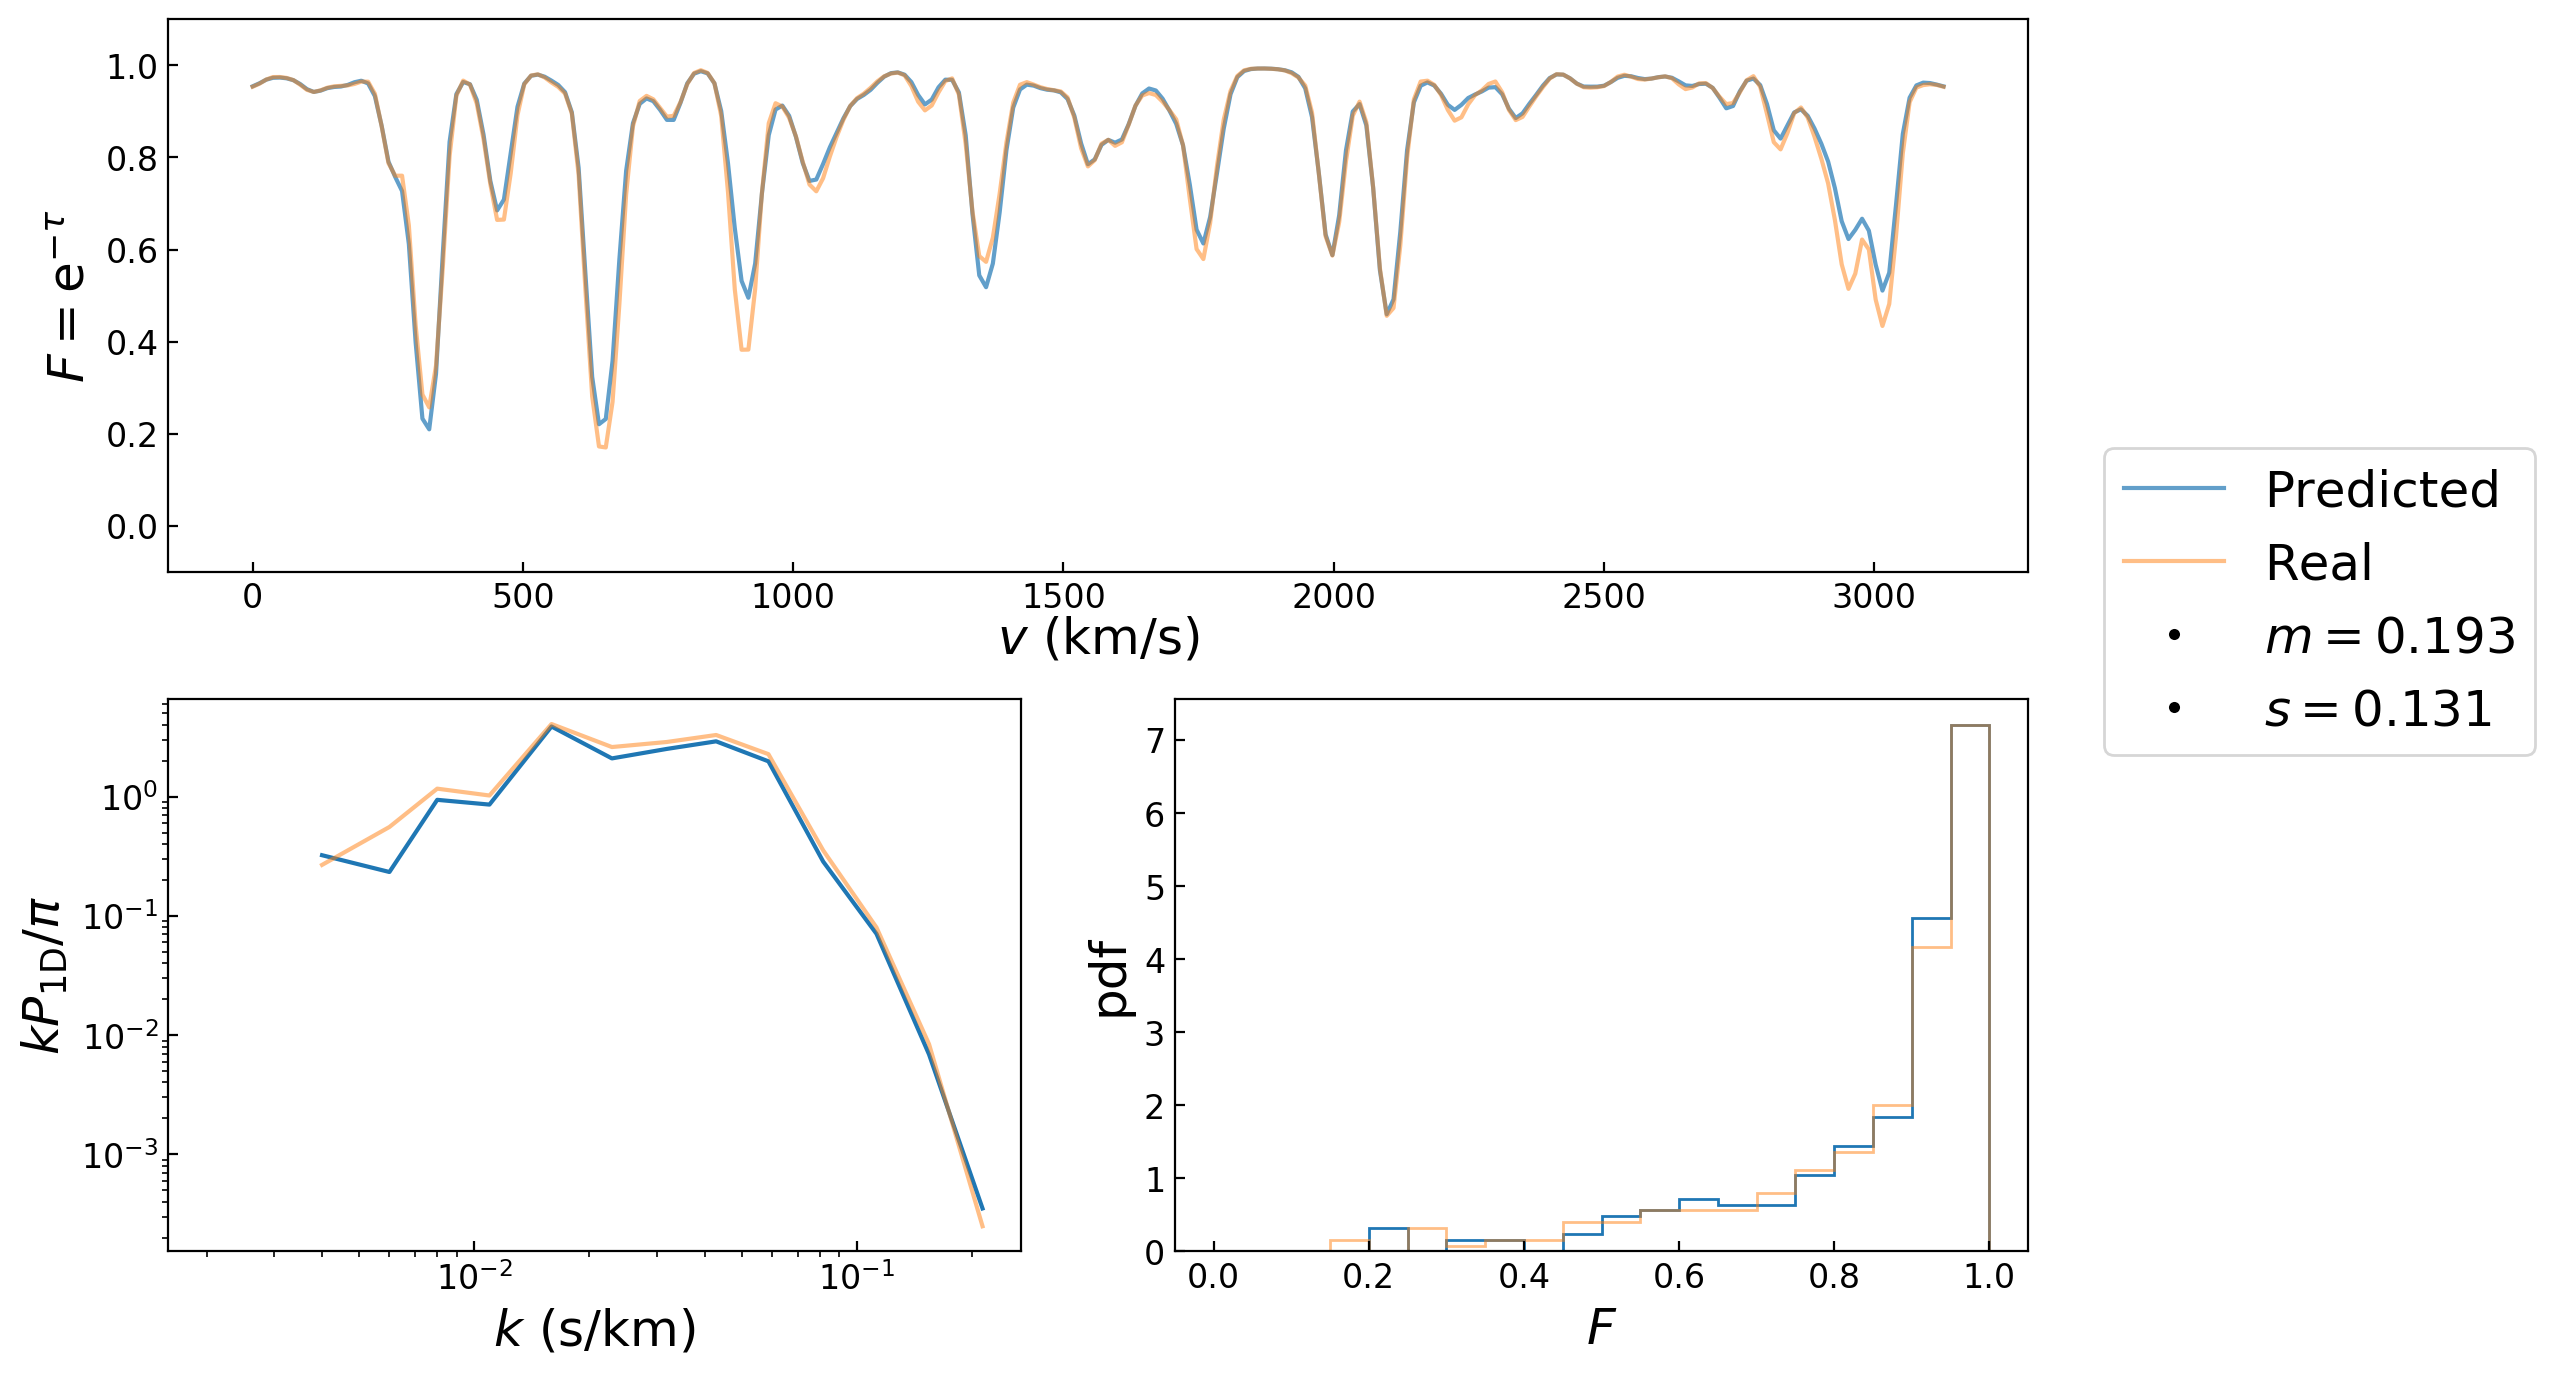 F = e^{-τ}
1.0
0.8
0.6
0.4
0.2
0.0
0 500 1000 1500 2000 2500 3000
v (km/s)
Predicted
Real
m = 0.193
s = 0.131
kP_{1D}/π
10^0
10^{-1}
10^{-2}
10^{-3}
10^{-2} 10^{-1}
k (s/km)
pdf
7
6
5
4
3
2
1
0
0.0 0.2 0.4 0.6 0.8 1.0
F